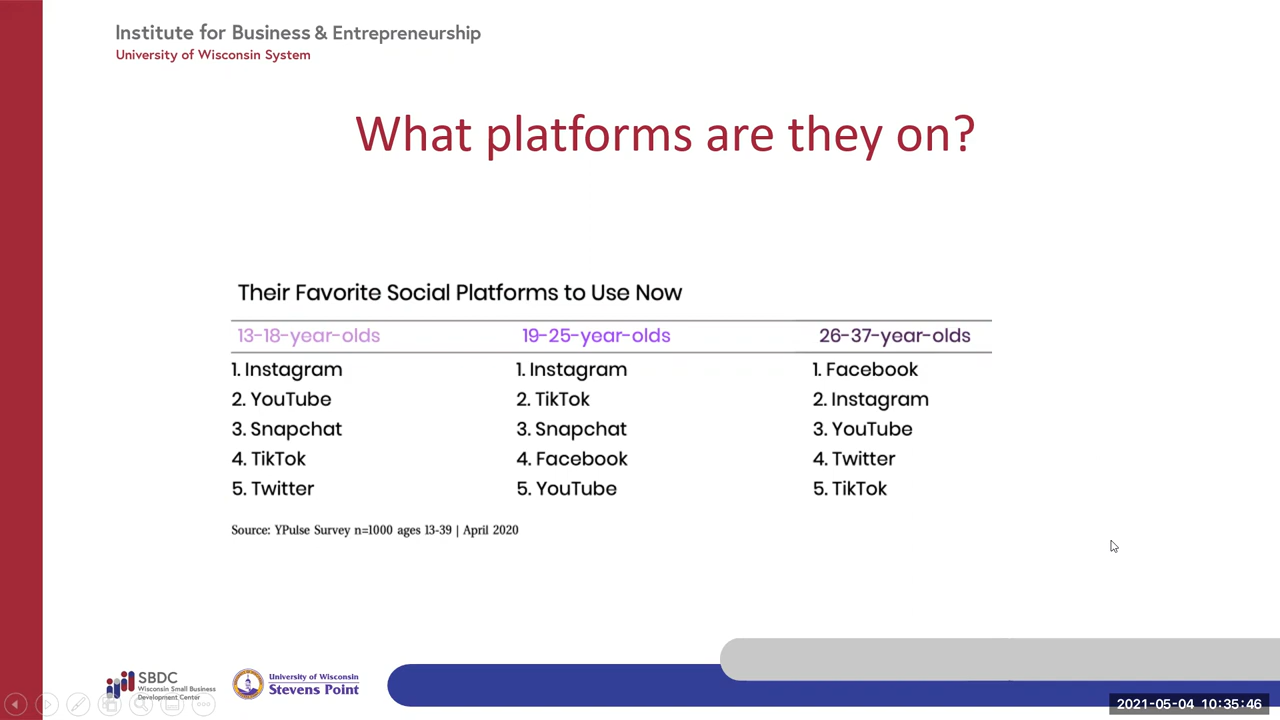 Institute for Business & Entrepreneurship
University of Wisconsin System
What platforms are they on?
Their Favorite Social Platforms to Use Now
13-18-year-olds 19-25-year-olds 26-37-year-olds
1. Instagram 1. Instagram 1. Facebook
2. YouTube 2. TikTok 2. Instagram
3. Snapchat 3. Snapchat 3. YouTube
4. TikTok 4. Facebook 4. Twitter
5. Twitter 5. YouTube 5. TikTok
Source: YPulse Survey n=1000 ages 13-39 | April 2020
SBDC
Wisconsin Small Business
Development Center
University of Wisconsin
Stevens Point
2021-05-04 10:35:46